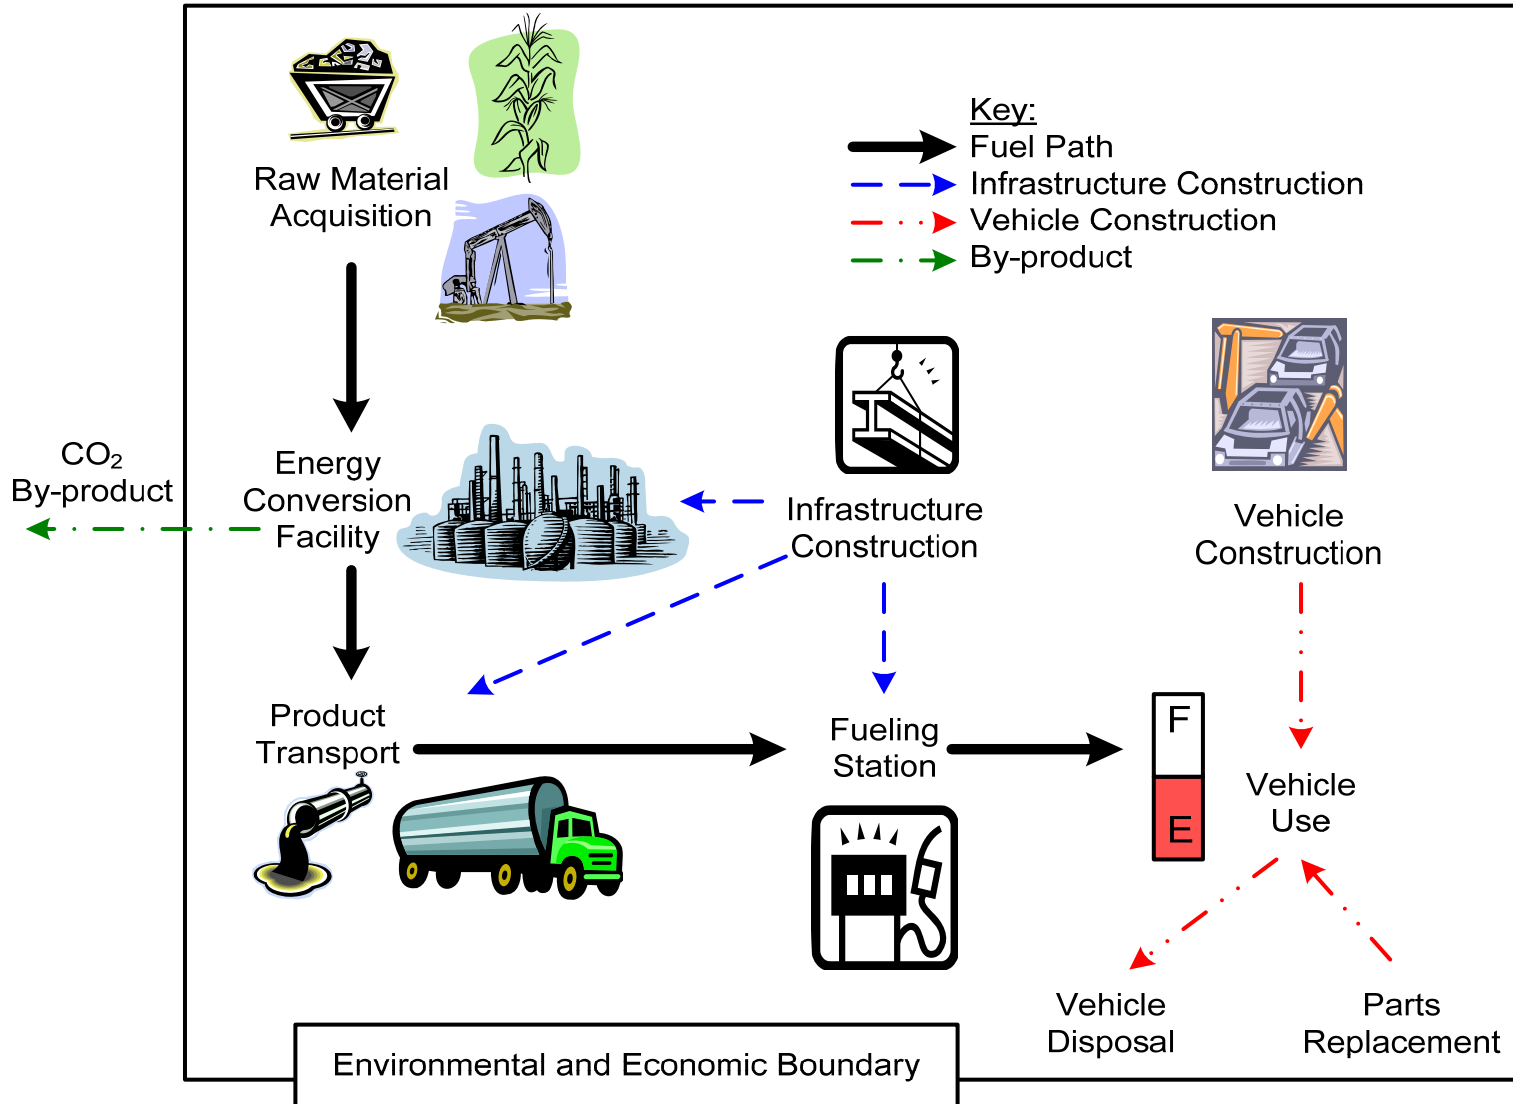 Key:
Fuel Path
Infrastructure Construction
Vehicle Construction
By-product
Raw Material
Acquisition
CO₂
By-product
Energy
Conversion
Facility
Infrastructure
Construction
Vehicle
Construction
Product
Transport
Fueling
Station
F
E
Vehicle
Use
Vehicle
Disposal
Parts
Replacement
Environmental and Economic Boundary